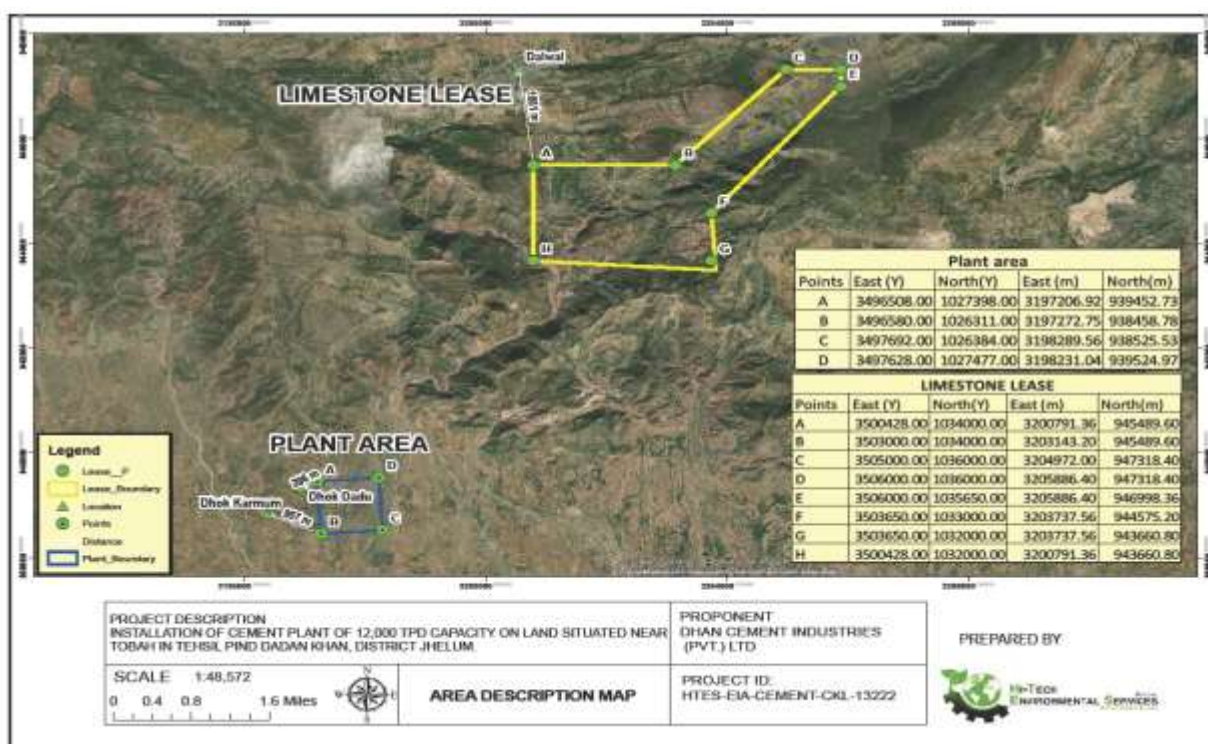 Dalwal
LIMESTONE LEASE
A
B
C
D
E
F
G
H
PLANT AREA
A
D
Dhok Dadu
Dhok Karmum
B
C
Legend
Lease__P
Lease_Boundary
Location
Points
Distance
Plant_Boundary
Plant area
Points East (Y) North(Y) East (m) North(m)
A 3496508.00 1027398.00 3197206.92 939452.73
B 3496580.00 1026311.00 3197272.75 938458.78
C 3497692.00 1026384.00 3198289.56 938525.53
D 3497628.00 1027477.00 3198231.04 939524.97
LIMESTONE LEASE
Points East (Y) North(Y) East (m) North(m)
A 3500428.00 1034000.00 3200791.36 945489.60
B 3503000.00 1034000.00 3203143.20 945489.60
C 3505000.00 1036000.00 3204972.00 947318.40
D 3506000.00 1036000.00 3205886.40 947318.40
E 3506000.00 1035650.00 3205886.40 946998.36
F 3503650.00 1033000.00 3203737.56 944575.20
G 3503650.00 1032000.00 3203737.56 943660.80
H 3500428.00 1032000.00 3200791.36 943660.80
PROJECT DESCRIPTION
INSTALLATION OF CEMENT PLANT OF 12,000 TPD CAPACITY ON LAND SITUATED NEAR
TOBAH IN TEHSIL PIND DADAN KHAN, DISTRICT JHELUM.
PROPONENT
DHAN CEMENT INDUSTRIES
(PVT.) LTD
SCALE 1:48,572
0 0.4 0.8 1.6 Miles
N
W
E
S
AREA DESCRIPTION MAP
PROJECT ID:
HTES-EIA-CEMENT-CKL-13222
PREPARED BY
Hi-Tech
Environmental Services